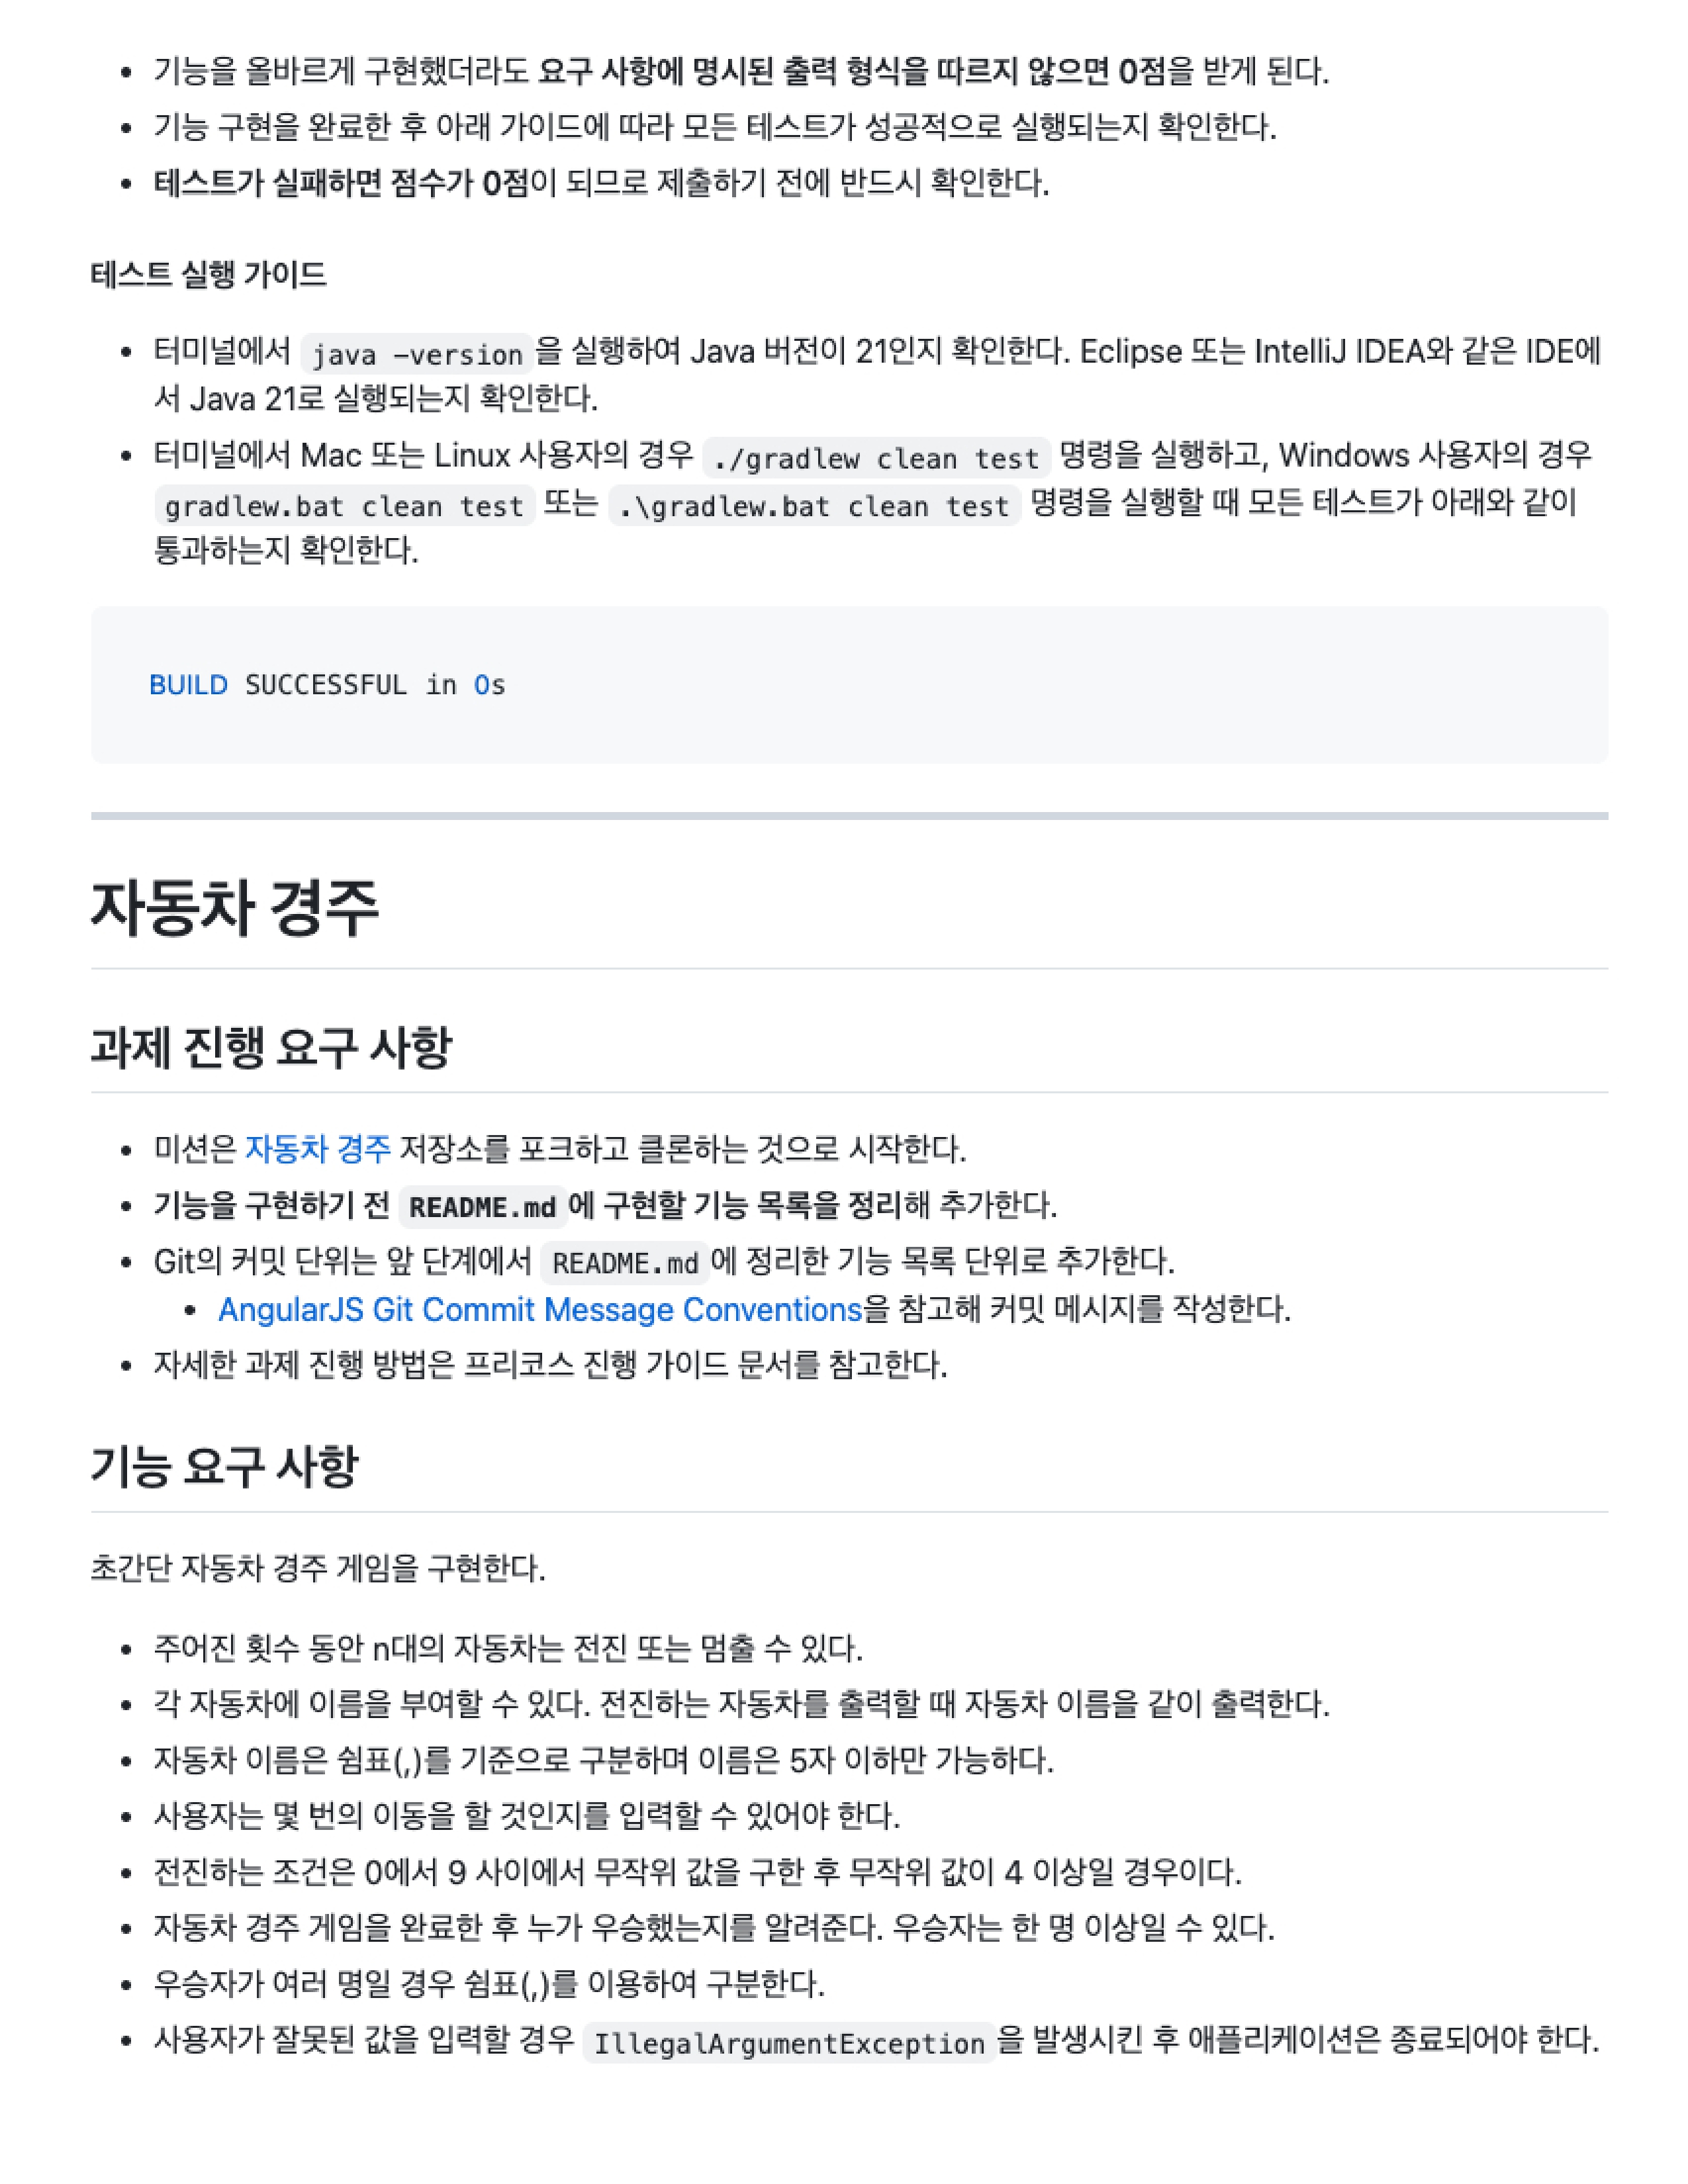 기능을 올바르게 구현했더라도 요구 사항에 명시된 출력 형식을 따르지 않으면 0점을 받게 된다.
기능 구현을 완료한 후 아래 가이드에 따라 모든 테스트가 성공적으로 실행되는지 확인한다.
테스트가 실패하면 점수가 0점이 되므로 제출하기 전에 반드시 확인한다.
테스트 실행 가이드
터미널에서 java -version을 실행하여 Java 버전이 21인지 확인한다. Eclipse 또는 IntelliJ IDEA와 같은 IDE에
서 Java 21로 실행되는지 확인한다.
터미널에서 Mac 또는 Linux 사용자의 경우 ./gradlew clean test 명령을 실행하고, Windows 사용자의 경우
gradlew.bat clean test 또는 .\gradlew.bat clean test 명령을 실행할 때 모든 테스트가 아래와 같이
통과하는지 확인한다.
BUILD SUCCESSFUL in 0s
자동차 경주
과제 진행 요구 사항
미션은 자동차 경주 저장소를 포크하고 클론하는 것으로 시작한다.
기능을 구현하기 전 README.md에 구현할 기능 목록을 정리해 추가한다.
Git의 커밋 단위는 앞 단계에서 README.md에 정리한 기능 목록 단위로 추가한다.
AngularJS Git Commit Message Conventions을 참고해 커밋 메시지를 작성한다.
자세한 과제 진행 방법은 프리코스 진행 가이드 문서를 참고한다.
기능 요구 사항
초간단 자동차 경주 게임을 구현한다.
주어진 횟수 동안 n대의 자동차는 전진 또는 멈출 수 있다.
각 자동차에 이름을 부여할 수 있다. 전진하는 자동차를 출력할 때 자동차 이름을 같이 출력한다.
자동차 이름은 쉼표(,)를 기준으로 구분하며 이름은 5자 이하만 가능하다.
사용자는 몇 번의 이동을 할 것인지를 입력할 수 있어야 한다.
전진하는 조건은 0에서 9 사이에서 무작위 값을 구한 후 무작위 값이 4 이상일 경우이다.
자동차 경주 게임을 완료한 후 누가 우승했는지를 알려준다. 우승자는 한 명 이상일 수 있다.
우승자가 여러 명일 경우 쉼표(,)를 이용하여 구분한다.
사용자가 잘못된 값을 입력할 경우 IllegalArgumentException을 발생시킨 후 애플리케이션은 종료되어야 한다.